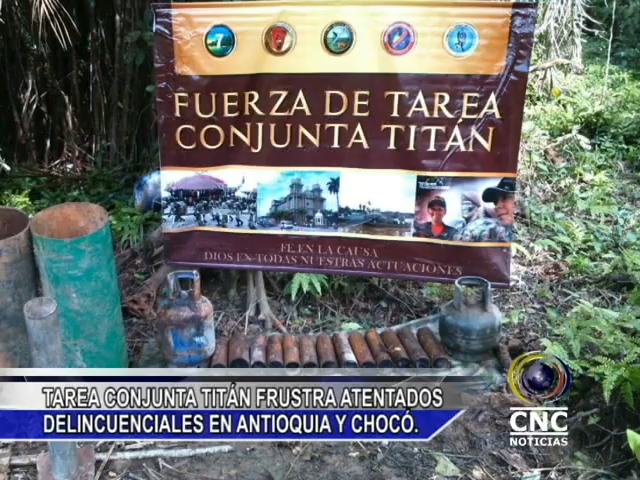 FUERZA DE TAREA
CONJUNTA TITÁN
FE EN LA CAUSA
DIOS EN TODAS NUESTRAS ACTUACIONES
TAREA CONJUNTA TITÁN FRUSTRA ATENTADOS
DELINCUENCIALES EN ANTIOQUIA Y CHOCÓ.
CNC
NOTICIAS